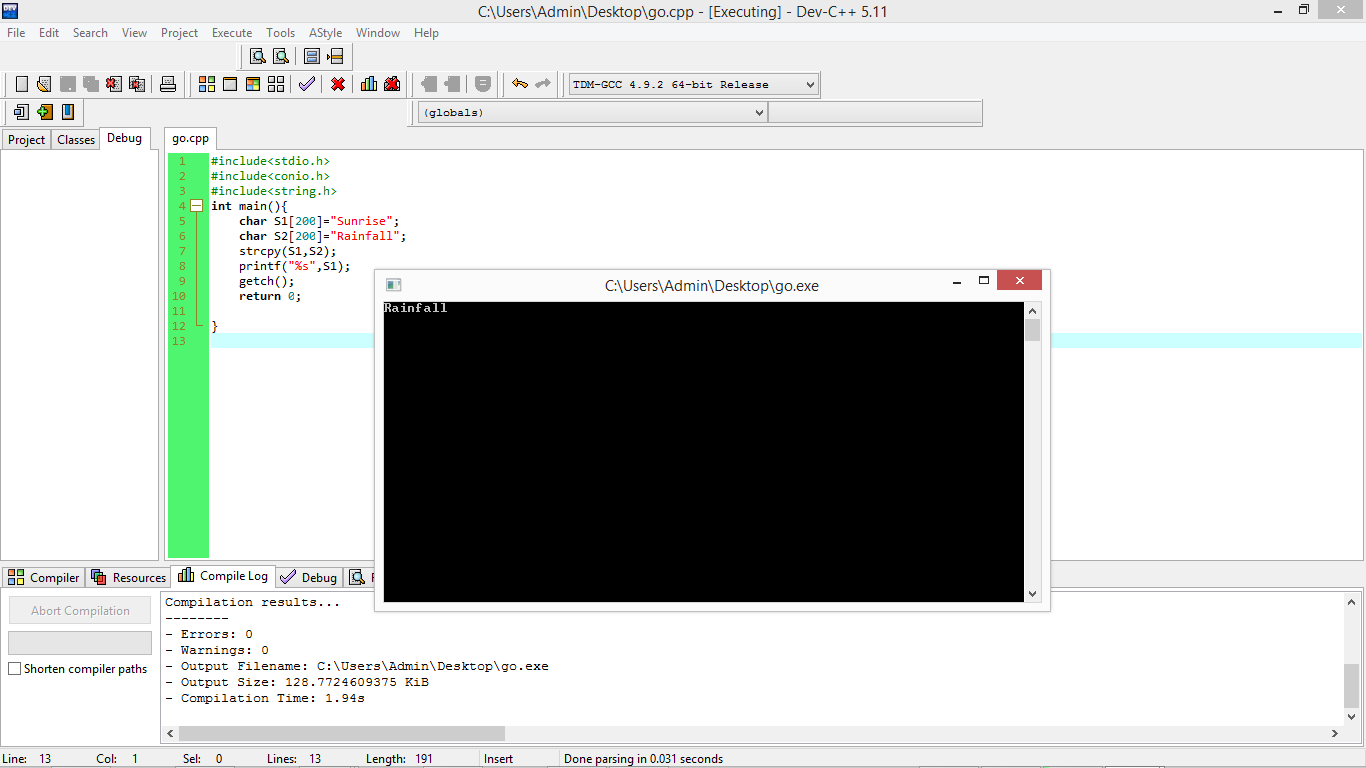 C:\Users\Admin\Desktop\go.cpp - [Executing] - Dev-C++ 5.11
File Edit Search View Project Execute Tools AStyle Window Help
TDM-GCC 4.9.2 64-bit Release
(globals)
Project Classes Debug
go.cpp
1 #include<stdio.h>
2 #include<conio.h>
3 #include<string.h>
4 int main(){
5 char S1[200]="Sunrise";
6 char S2[200]="Rainfall";
7 strcpy(S1,S2);
8 printf("%s",S1);
9 getch();
10 return 0;
11
12 }
13
C:\Users\Admin\Desktop\go.exe
Rainfall
Compiler Resources Compile Log Debug
Abort Compilation
Shorten compiler paths
Compilation results...
--------
- Errors: 0
- Warnings: 0
- Output Filename: C:\Users\Admin\Desktop\go.exe
- Output Size: 128.7724609375 KiB
- Compilation Time: 1.94s
Line: 13 Col: 1 Sel: 0 Lines: 13 Length: 191 Insert Done parsing in 0.031 seconds